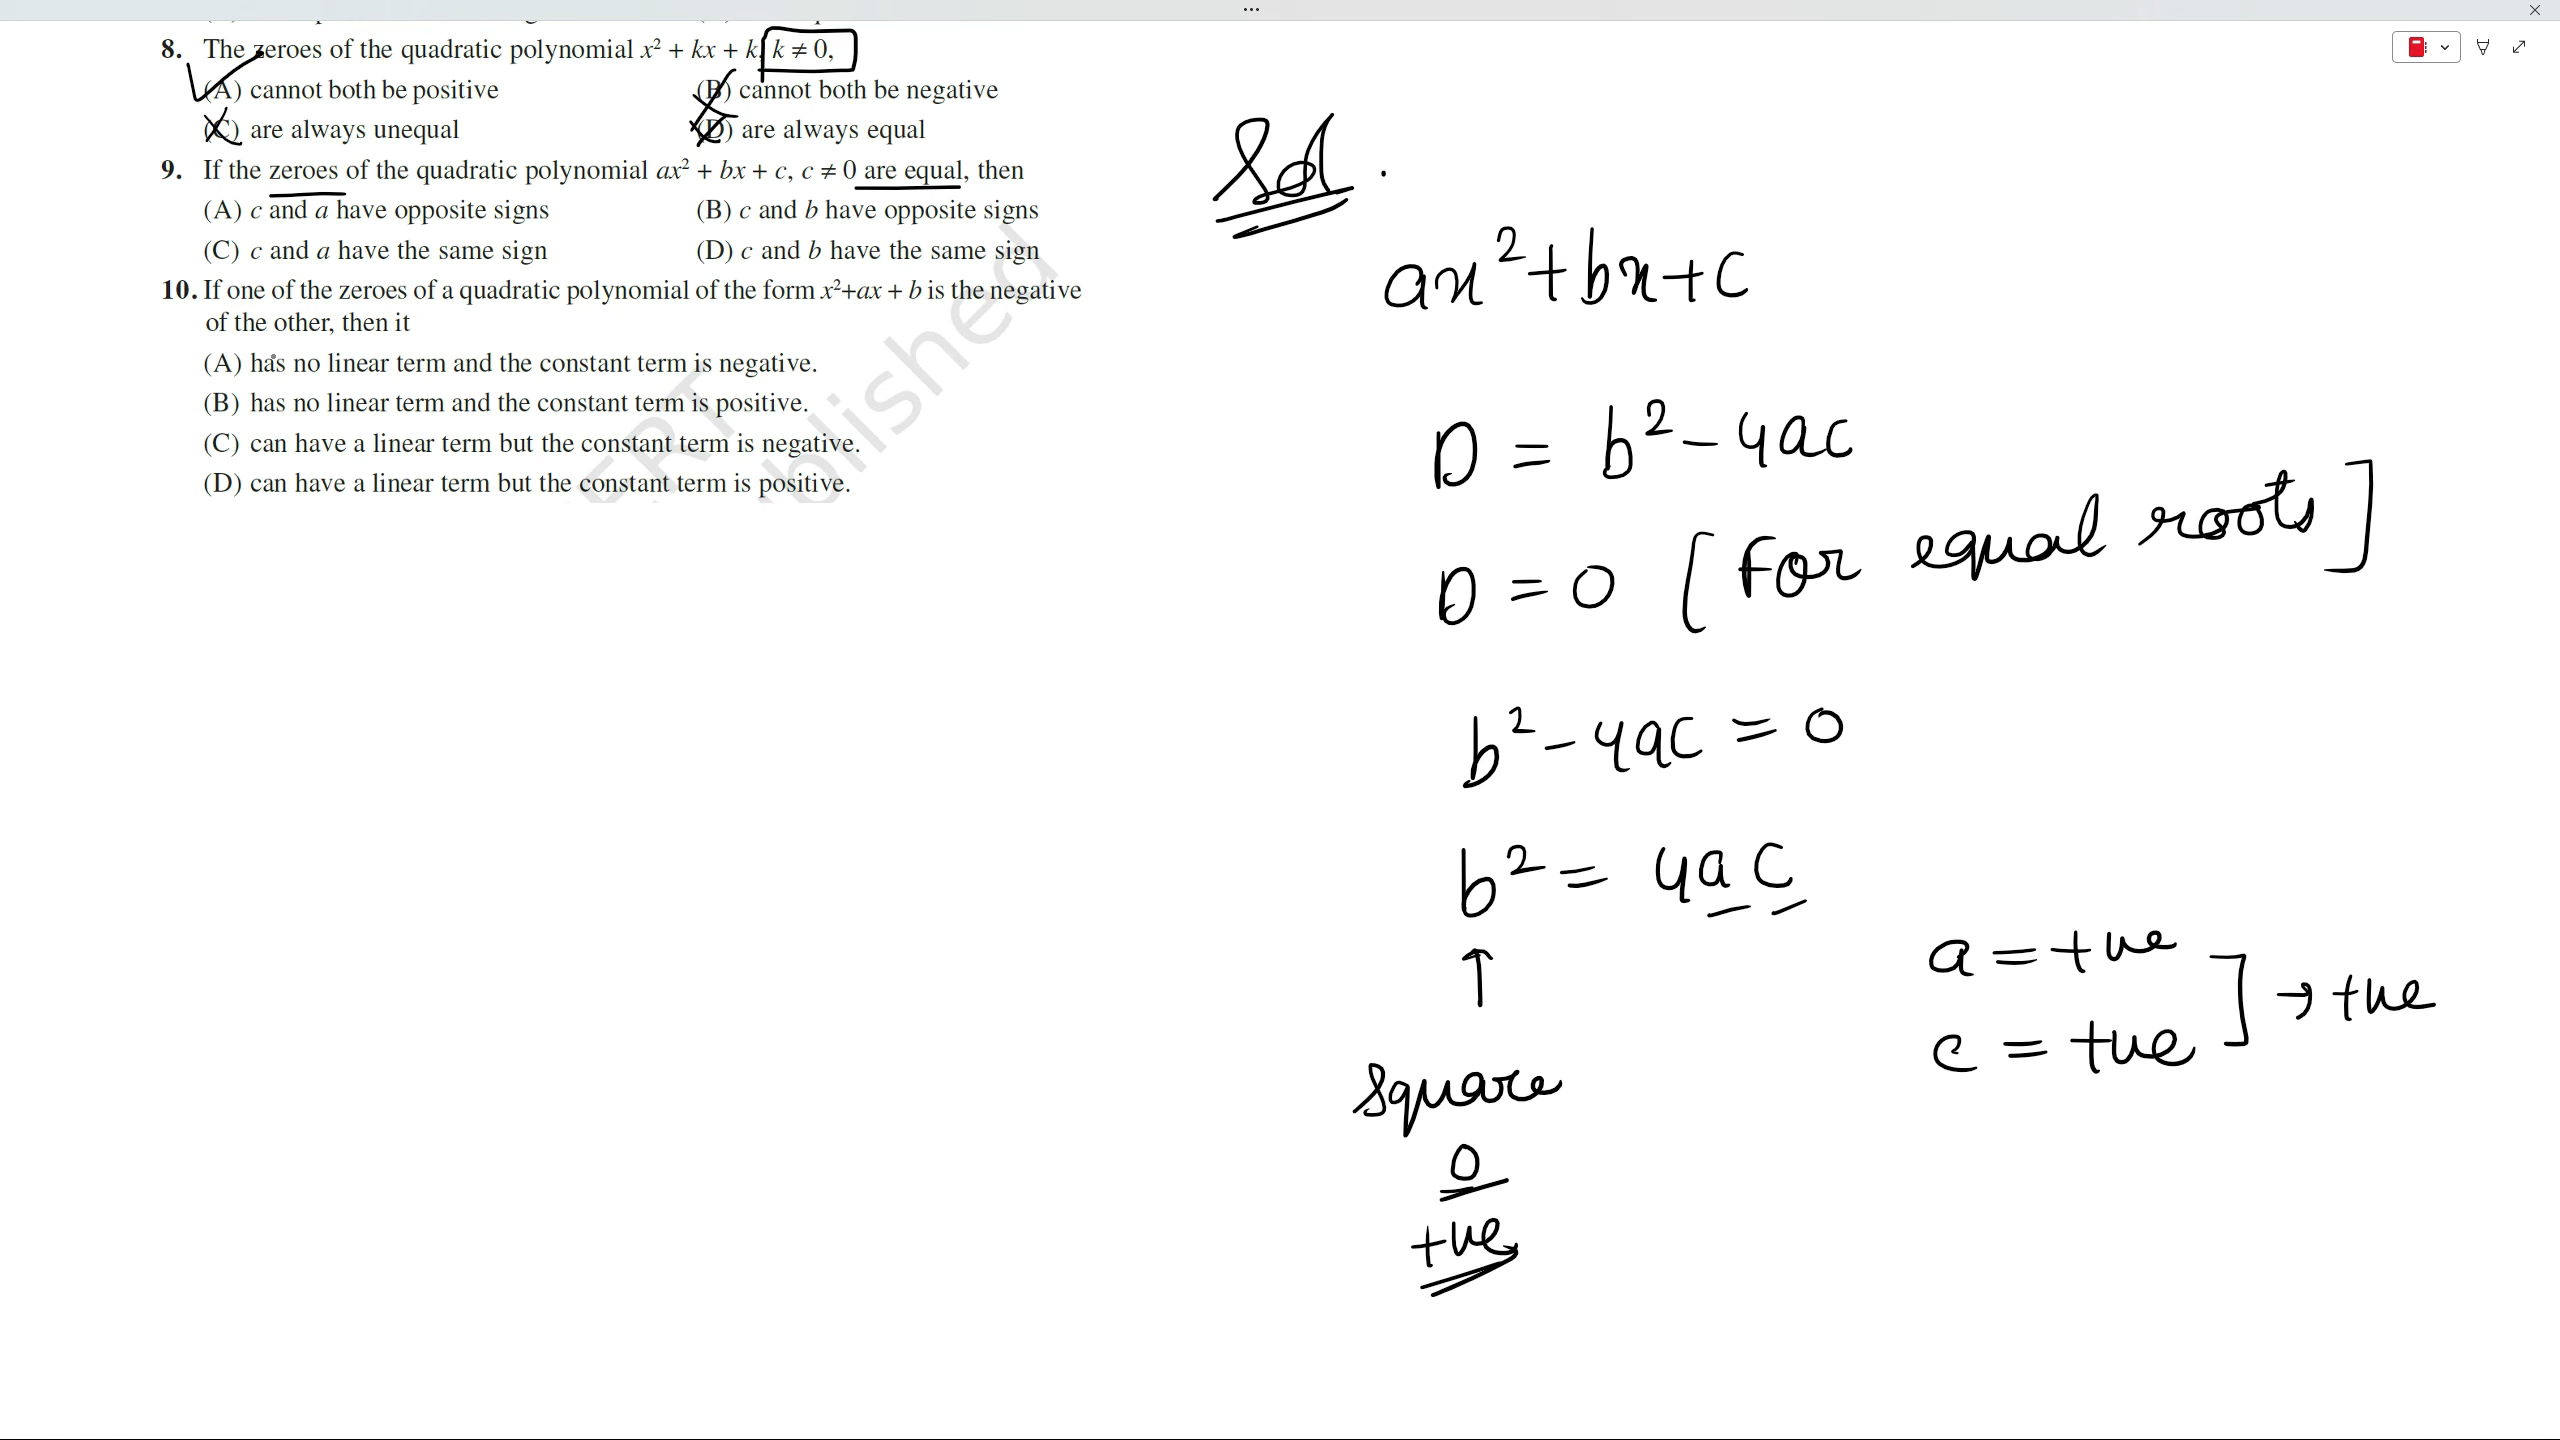 8. The zeroes of the quadratic polynomial x² + kx + k, k ≠ 0,
(A) cannot both be positive (B) cannot both be negative
(C) are always unequal (D) are always equal
9. If the zeroes of the quadratic polynomial ax² + bx + c, c ≠ 0 are equal, then
(A) c and a have opposite signs (B) c and b have opposite signs
(C) c and a have the same sign (D) c and b have the same sign
10. If one of the zeroes of a quadratic polynomial of the form x²+ax + b is the negative
of the other, then it
(A) has no linear term and the constant term is negative.
(B) has no linear term and the constant term is positive.
(C) can have a linear term but the constant term is negative.
(D) can have a linear term but the constant term is positive.
Sol.
ax²+bx+c
D = b²-4ac
D = 0 [For equal roots]
b²-4ac = 0
b² = 4ac
↑
Square
0
+ve
a = +ve
c = +ve ] → +ve